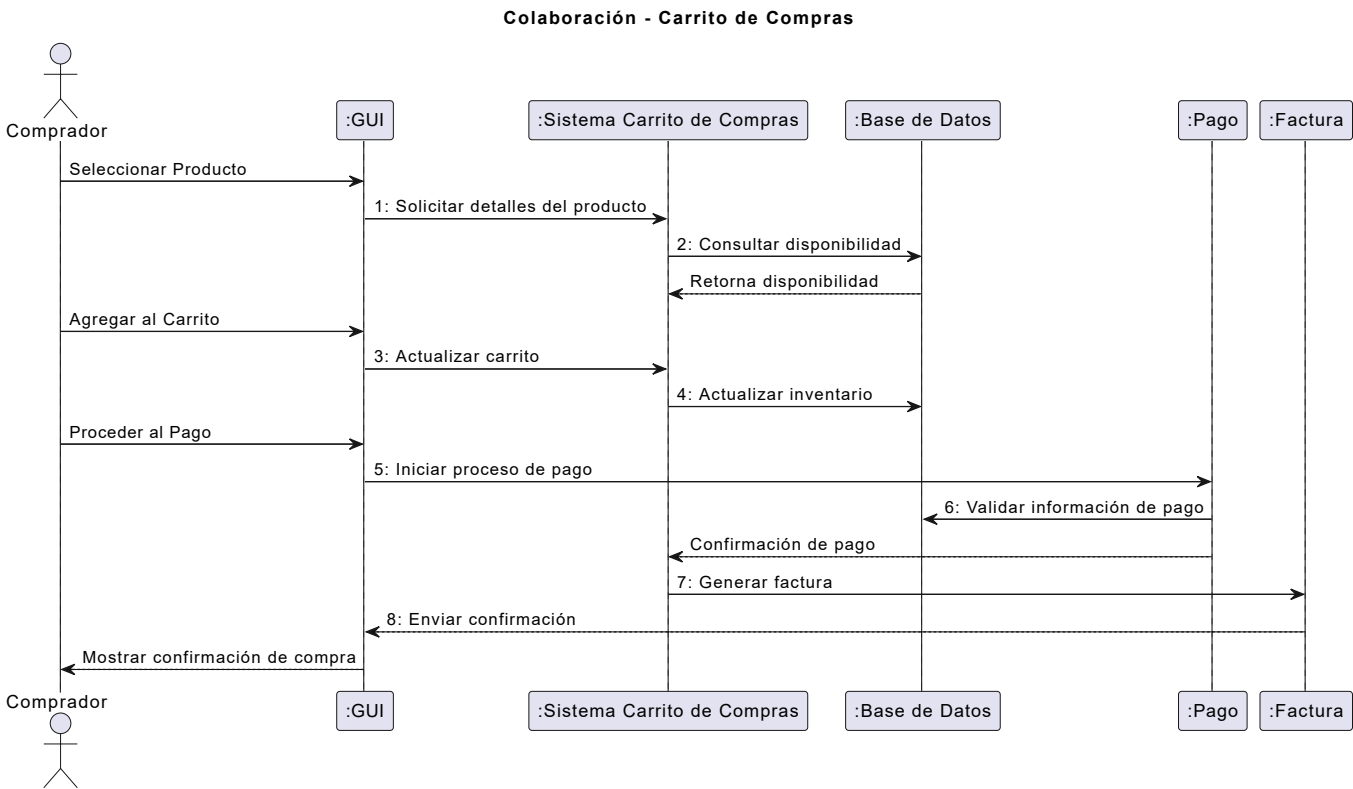 Colaboración - Carrito de Compras
Comprador
:GUI
:Sistema Carrito de Compras
:Base de Datos
:Pago
:Factura
Seleccionar Producto
1: Solicitar detalles del producto
2: Consultar disponibilidad
Retorna disponibilidad
Agregar al Carrito
3: Actualizar carrito
4: Actualizar inventario
Proceder al Pago
5: Iniciar proceso de pago
6: Validar información de pago
Confirmación de pago
7: Generar factura
8: Enviar confirmación
Mostrar confirmación de compra
Comprador
:GUI
:Sistema Carrito de Compras
:Base de Datos
:Pago
:Factura